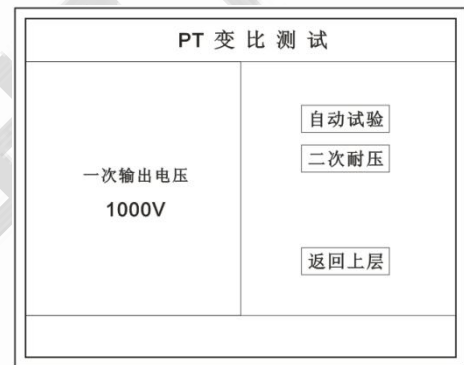 PT 变比测试
一次输出电压
1000V
自动试验
二次耐压
返回上层